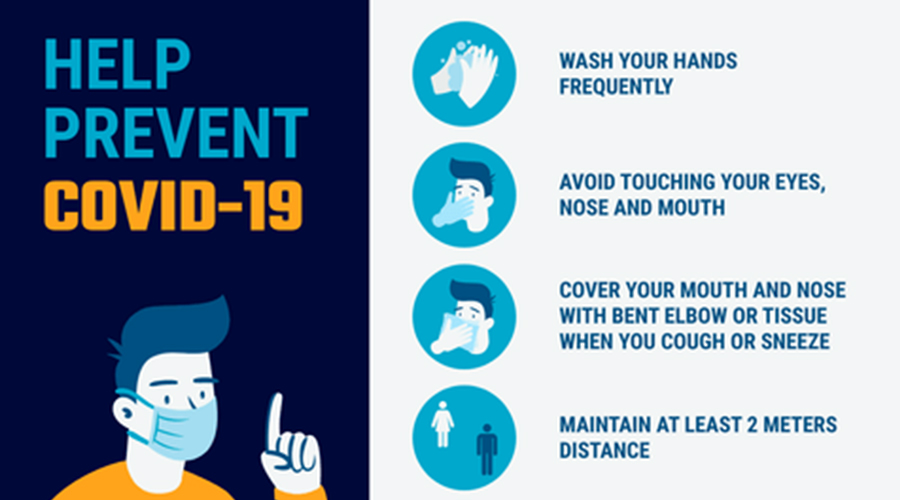 HELP
PREVENT
COVID-19
WASH YOUR HANDS
FREQUENTLY
AVOID TOUCHING YOUR EYES,
NOSE AND MOUTH
COVER YOUR MOUTH AND NOSE
WITH BENT ELBOW OR TISSUE
WHEN YOU COUGH OR SNEEZE
MAINTAIN AT LEAST 2 METERS
DISTANCE